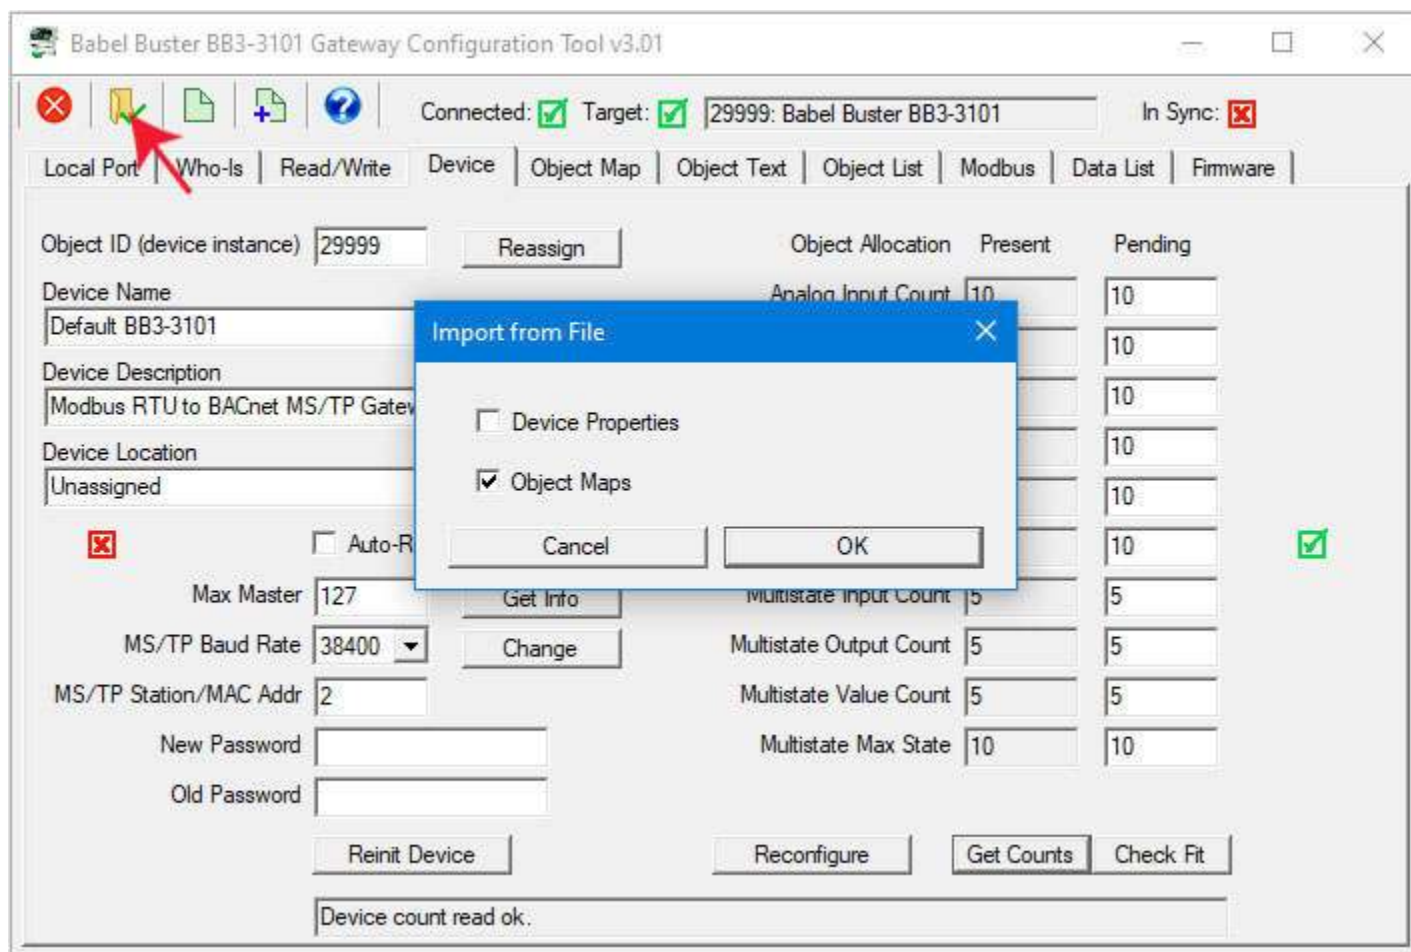 Babel Buster BB3-3101 Gateway Configuration Tool v3.01
Connected: Target: 29999: Babel Buster BB3-3101 In Sync:
Local Port Who-Is Read/Write Device Object Map Object Text Object List Modbus Data List Firmware
Object ID (device instance) 29999 Reassign Object Allocation Present Pending
Device Name Analog Input Count 10 10
Default BB3-3101
Import from File
10
Device Description
10
Modbus RTU to BACnet MS/TP
Device Properties
Device Location
10
Unassigned
Object Maps
10
Cancel OK
10
Max Master 127 Get Info Multistate Input Count 5 5
MS/TP Baud Rate 38400 Change Multistate Output Count 5 5
MS/TP Station/MAC Addr 2 Multistate Value Count 5 5
New Password Multistate Max State 10 10
Old Password
Reinit Device Reconfigure Get Counts Check Fit
Device count read ok.